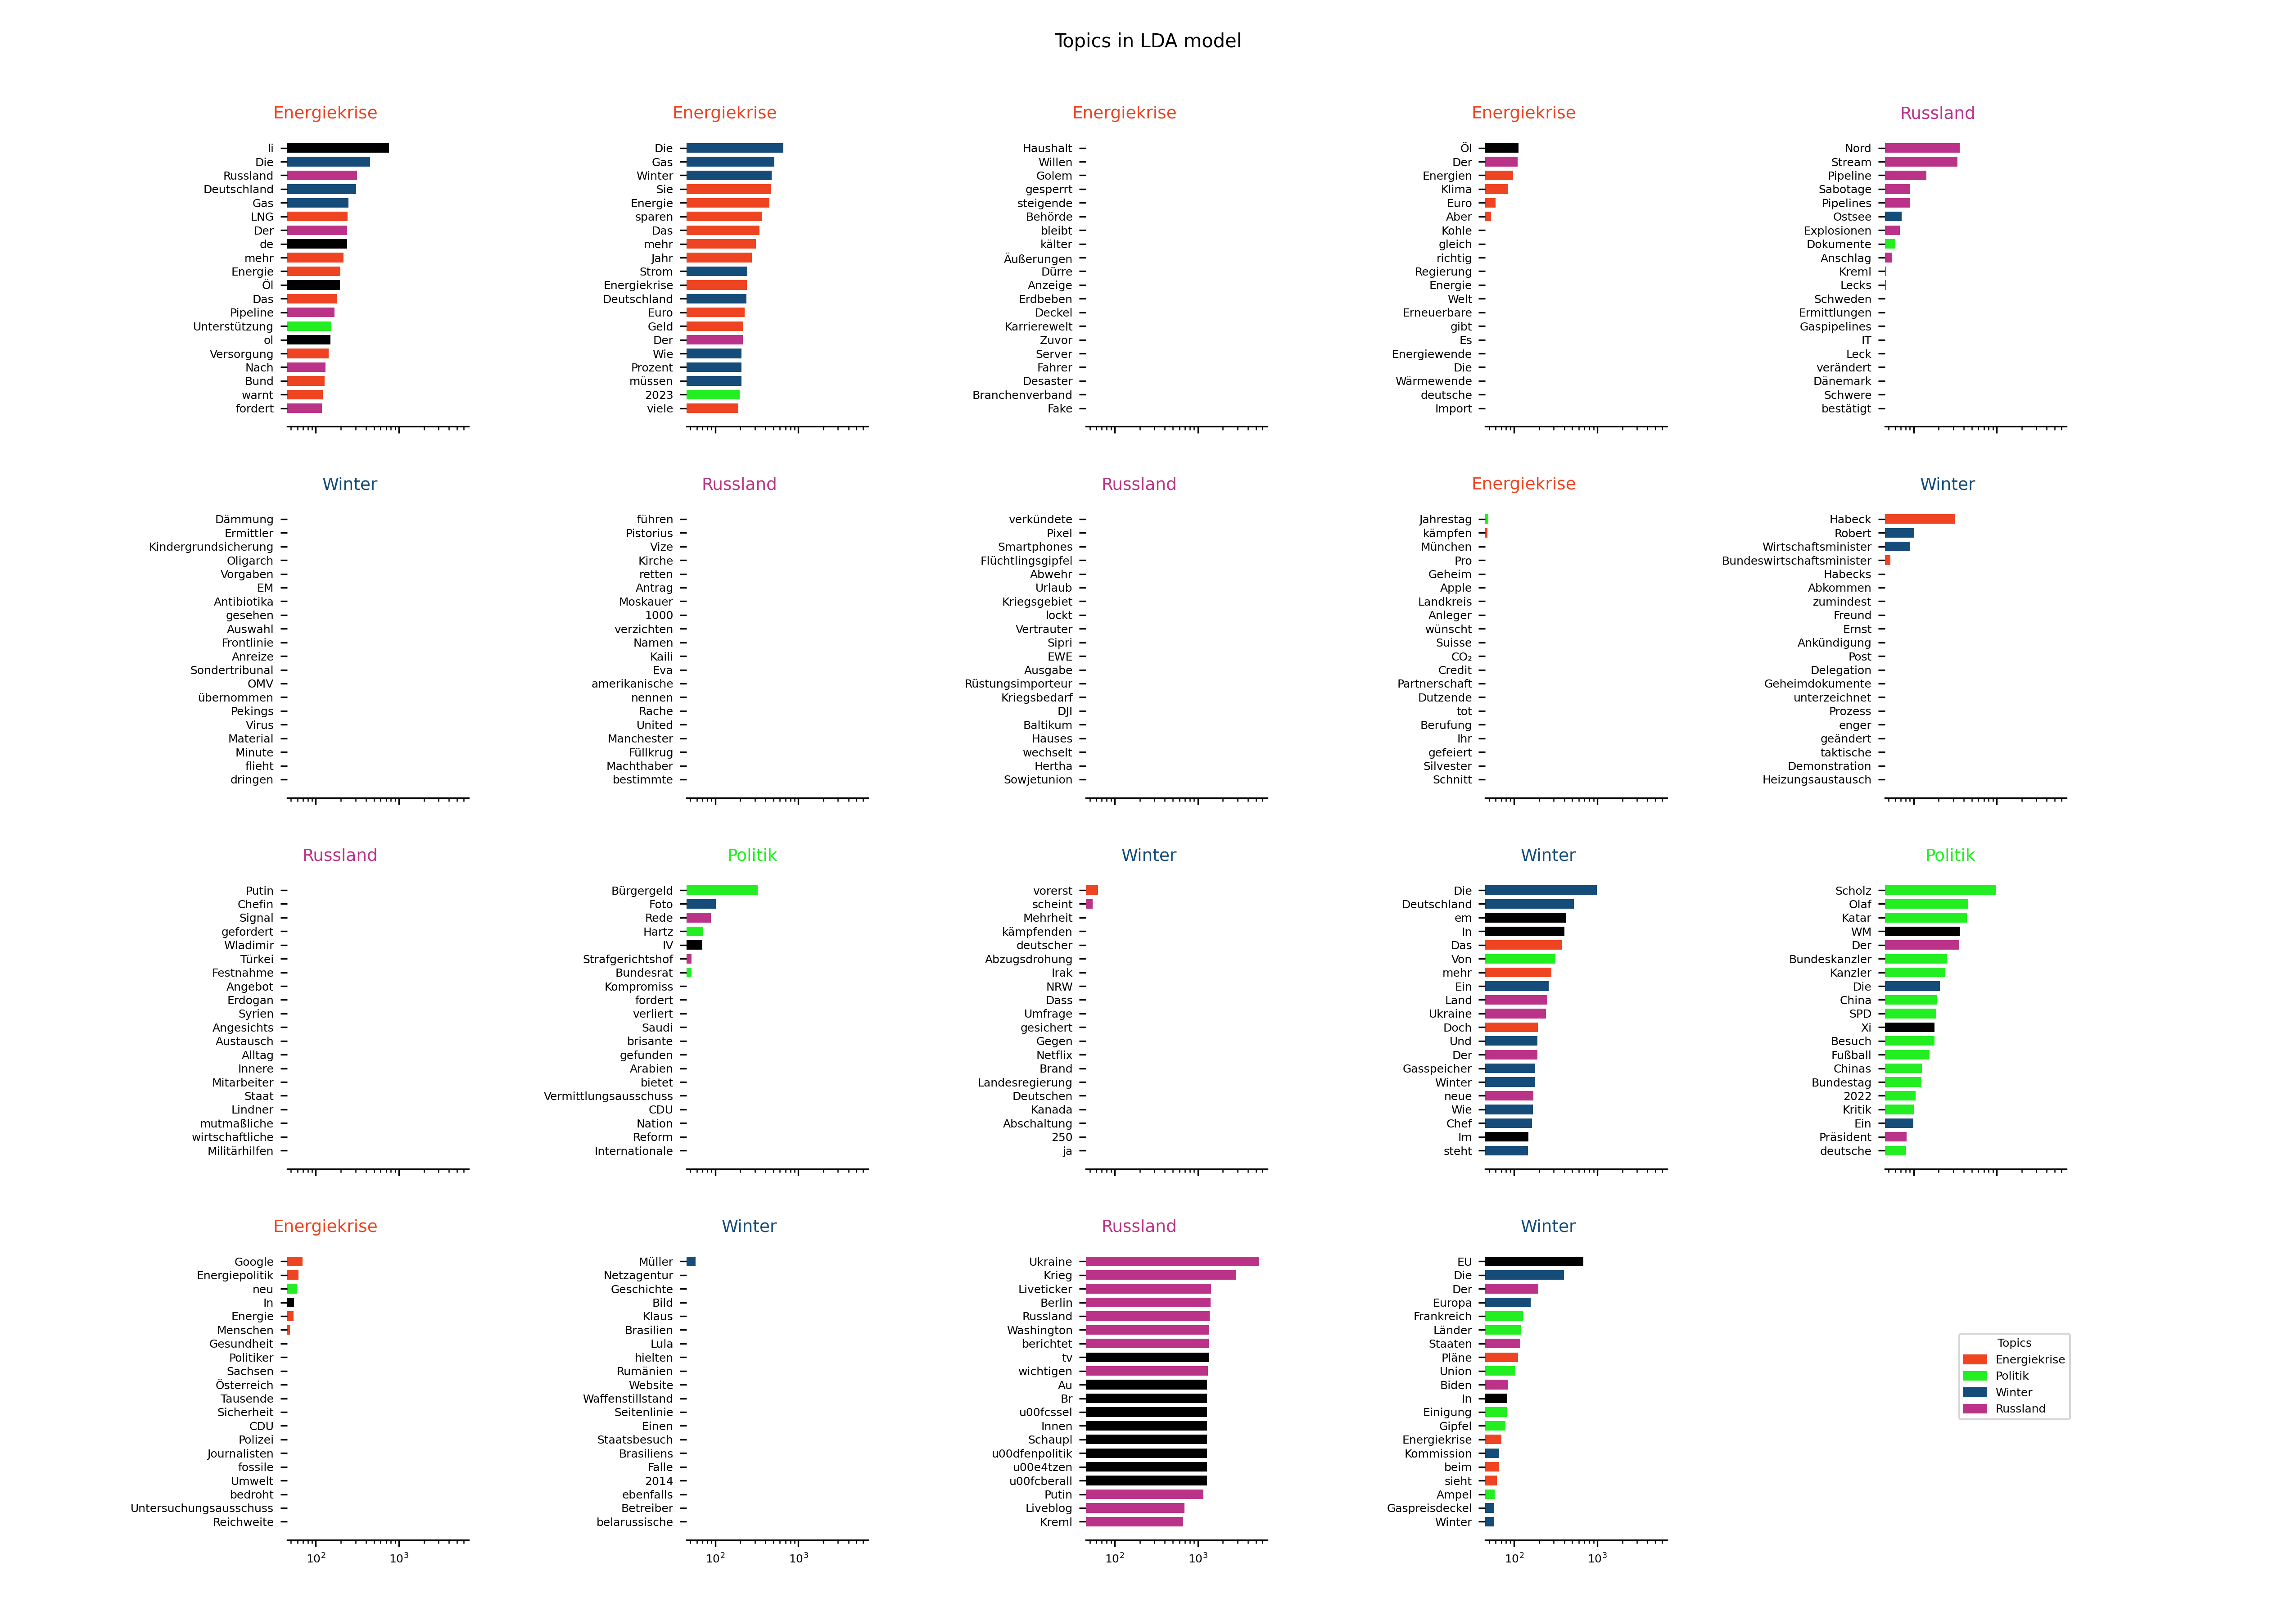 Topics in LDA model
Energiekrise
li
Die
Russland
Deutschland
Gas
LNG
Der
de
mehr
Energie
Öl
Das
Pipeline
Unterstützung
ol
Versorgung
Nach
Bund
warnt
fordert
Energiekrise
Die
Gas
Winter
Sie
Energie
sparen
Das
mehr
Jahr
Strom
Energiekrise
Deutschland
Euro
Geld
Der
Wie
Prozent
müssen
2023
viele
Energiekrise
Haushalt
Willen
Golem
gesperrt
steigende
Behörde
bleibt
kälter
Äußerungen
Dürre
Anzeige
Erdbeben
Deckel
Karrierewelt
Zuvor
Server
Fahrer
Desaster
Branchenverband
Fake
Energiekrise
Öl
Der
Energien
Klima
Euro
Aber
Kohle
gleich
richtig
Regierung
Energie
Welt
Erneuerbare
gibt
Es
Energiewende
Die
Wärmewende
deutsche
Import
Russland
Nord
Stream
Pipeline
Sabotage
Pipelines
Ostsee
Explosionen
Dokumente
Anschlag
Kreml
Lecks
Schweden
Ermittlungen
Gaspipelines
IT
Leck
verändert
Dänemark
Schwere
bestätigt
Winter
Dämmung
Ermittler
Kindergrundsicherung
Oligarch
Vorgaben
EM
Antibiotika
gesehen
Auswahl
Frontlinie
Anreize
Sondertribunal
OMV
übernommen
Pekings
Virus
Material
Minute
flieht
dringen
Russland
führen
Pistorius
Vize
Kirche
retten
Antrag
Moskauer
1000
verzichten
Namen
Kaili
Eva
amerikanische
nennen
Rache
United
Manchester
Füllkrug
Machthaber
bestimmte
Russland
verkündete
Pixel
Smartphones
Flüchtlingsgipfel
Abwehr
Urlaub
Kriegsgebiet
lockt
Vertrauter
Sipri
EWE
Ausgabe
Rüstungsimporteur
Kriegsbedarf
DJI
Baltikum
Hauses
wechselt
Hertha
Sowjetunion
Energiekrise
Jahrestag
kämpfen
München
Pro
Geheim
Apple
Landkreis
Anleger
wünscht
Suisse
CO₂
Credit
Partnerschaft
Dutzende
tot
Berufung
Ihr
gefeiert
Silvester
Schnitt
Winter
Habeck
Robert
Wirtschaftsminister
Bundeswirtschaftsminister
Habecks
Abkommen
zumindest
Freund
Ernst
Ankündigung
Post
Delegation
Geheimdokumente
unterzeichnet
Prozess
enger
geändert
taktische
Demonstration
Heizungsaustausch
Russland
Putin
Chefin
Signal
gefordert
Wladimir
Türkei
Festnahme
Angebot
Erdogan
Syrien
Angesichts
Austausch
Alltag
Innere
Mitarbeiter
Staat
Lindner
mutmaßliche
wirtschaftliche
Militärhilfen
Politik
Bürgergeld
Foto
Rede
Hartz
IV
Strafgerichtshof
Bundesrat
Kompromiss
fordert
verliert
Saudi
brisante
gefunden
Arabien
bietet
Vermittlungsausschuss
CDU
Nation
Reform
Internationale
Winter
vorerst
scheint
Mehrheit
kämpfenden
deutscher
Abzugsdrohung
Irak
NRW
Dass
Umfrage
gesichert
Gegen
Netflix
Brand
Landesregierung
Deutschen
Kanada
Abschaltung
250
ja
Winter
Die
Deutschland
em
In
Das
Von
mehr
Ein
Land
Ukraine
Doch
Und
Der
Gasspeicher
Winter
neue
Wie
Chef
Im
steht
Politik
Scholz
Olaf
Katar
WM
Der
Bundeskanzler
Kanzler
Die
China
SPD
Xi
Besuch
Fußball
Chinas
Bundestag
2022
Kritik
Ein
Präsident
deutsche
Energiekrise
Google
Energiepolitik
neu
In
Energie
Menschen
Gesundheit
Politiker
Sachsen
Österreich
Tausende
Sicherheit
CDU
Polizei
Journalisten
fossile
Umwelt
bedroht
Untersuchungsausschuss
Reichweite
10² 10³
Winter
Müller
Netzagentur
Geschichte
Bild
Klaus
Brasilien
Lula
hielten
Rumänien
Website
Waffenstillstand
Seitenlinie
Einen
Staatsbesuch
Brasiliens
Falle
2014
ebenfalls
Betreiber
belarussische
10² 10³
Russland
Ukraine
Krieg
Liveticker
Berlin
Russland
Washington
berichtet
tv
wichtigen
Au
Br
u00fcssel
Innen
Schaupl
u00dfenpolitik
u00e4tzen
u00fcberall
Putin
Liveblog
Kreml
10² 10³
Winter
EU
Die
Der
Europa
Frankreich
Länder
Staaten
Pläne
Union
Biden
In
Einigung
Gipfel
Energiekrise
Kommission
beim
sieht
Ampel
Gaspreisdeckel
Winter
10² 10³
Topics
Energiekrise
Politik
Winter
Russland